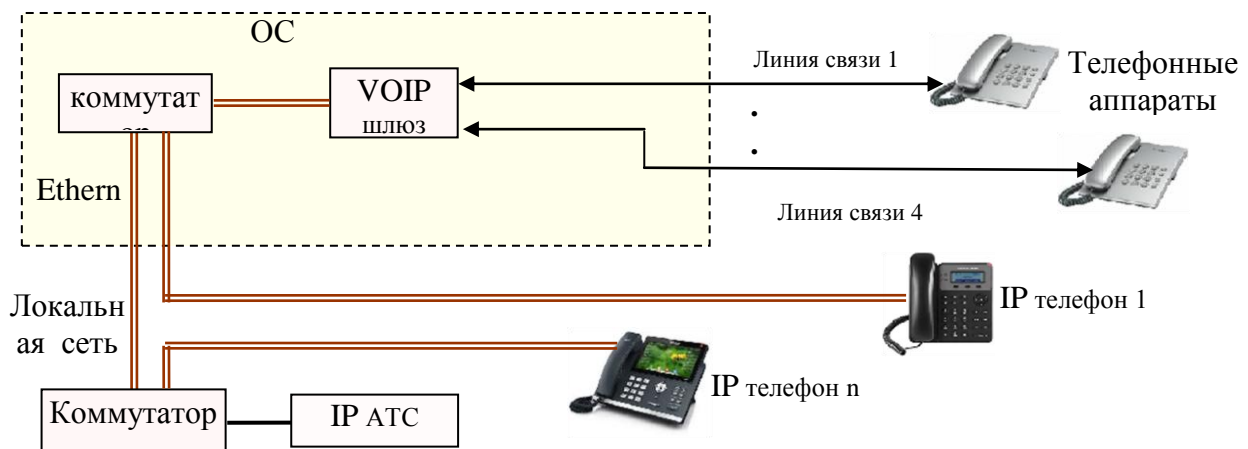 ОС
Линия связи 1
Телефонные
аппараты
коммутат
VOIP
шлюз
Ethern
Линия связи 4
Локальн
ая сеть
IP телефон 1
IP телефон n
Коммутатор
IP АТС